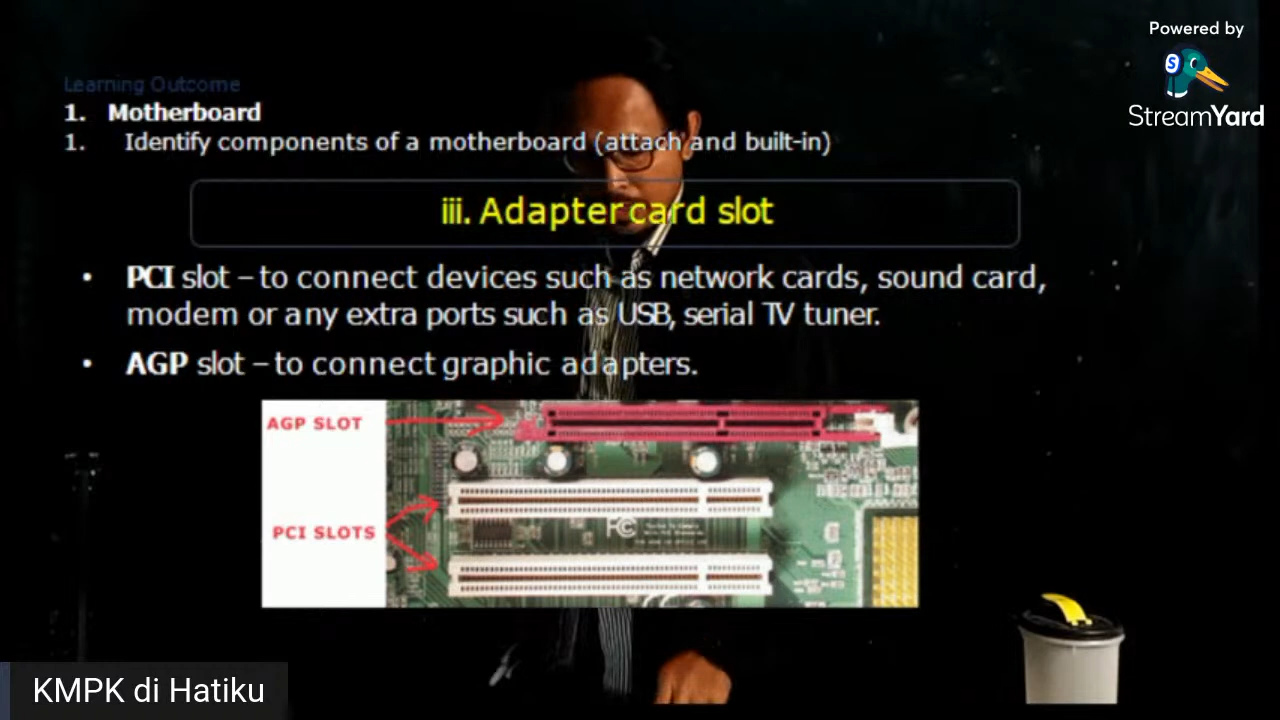 Powered by
StreamYard
Learning Outcome
1. Motherboard
1. Identify components of a motherboard (attach and built-in)
iii. Adapter card slot
• PCI slot – to connect devices such as network cards, sound card,
modem or any extra ports such as USB, serial TV tuner.
• AGP slot – to connect graphic adapters.
AGP SLOT
PCI SLOTS
FC
KMPK di Hatiku